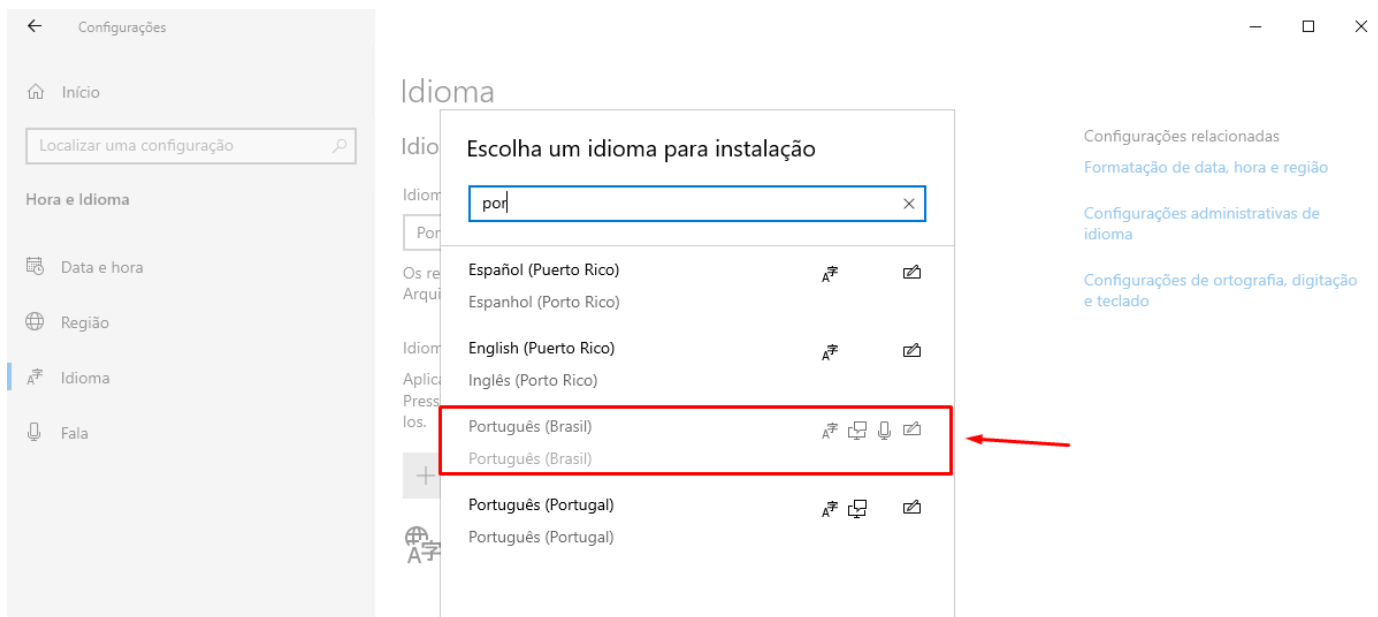 Configurações
Início
Localizar uma configuração
Hora e Idioma
Data e hora
Região
Idioma
Fala
Idioma
Idio
Idiom
Por
Os re
Arqui
Idiom
Aplica
Press
los.
Escolha um idioma para instalação
por
Español (Puerto Rico)
Espanhol (Porto Rico)
English (Puerto Rico)
Inglês (Porto Rico)
Português (Brasil)
Português (Brasil)
Português (Portugal)
Português (Portugal)
Configurações relacionadas
Formatação de data, hora e região
Configurações administrativas de
idioma
Configurações de ortografia, digitação
e teclado